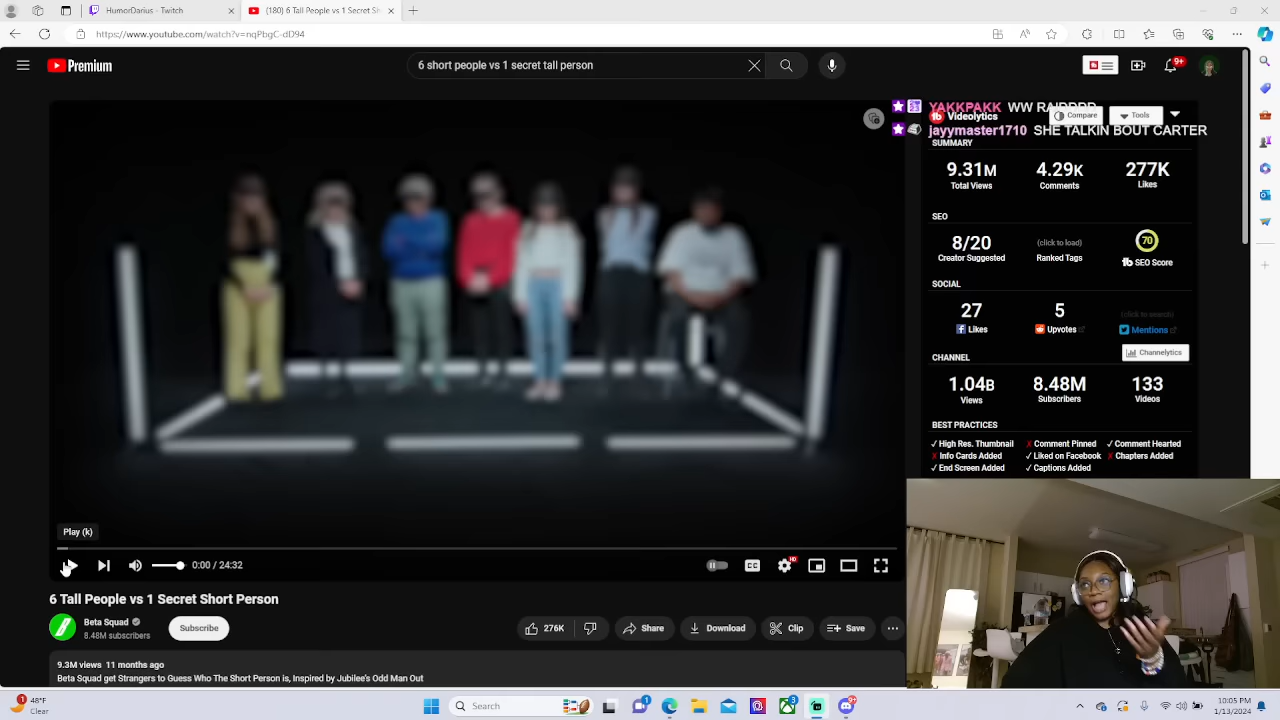 HumorDarius - Twitch
(180) 6 Tall People vs 1 Secret Sh
https://www.youtube.com/watch?v=nqPbgC-dD94
Premium
6 short people vs 1 secret tall person
9+
YAKKPAKK WW RAIDDDD
Videolytics
Compare
Tools
jayymaster1710 SHE TALKIN BOUT CARTER
SUMMARY
9.31M
4.29K
277K
Total Views
Comments
Likes
SEO
8/20
(click to load)
70
Creator Suggested
Ranked Tags
SEO Score
SOCIAL
27
5
(click to search)
Likes
Upvotes
Mentions
CHANNEL
Channelytics
1.04B
8.48M
133
Views
Subscribers
Videos
BEST PRACTICES
✓ High Res. Thumbnail
✗ Comment Pinned
✓ Comment Hearted
✗ Info Cards Added
✓ Liked on Facebook
✗ Chapters Added
✓ End Screen Added
✓ Captions Added
Play (k)
0:00 / 24:32
CC
HD
6 Tall People vs 1 Secret Short Person
Beta Squad
8.48M subscribers
Subscribe
276K
Share
Download
Clip
Save
9.3M views 11 months ago
Beta Squad get Strangers to Guess Who The Short Person is, Inspired by Jubilee's Odd Man Out
1
48°F
Clear
Search
10:05 PM
1/13/2024